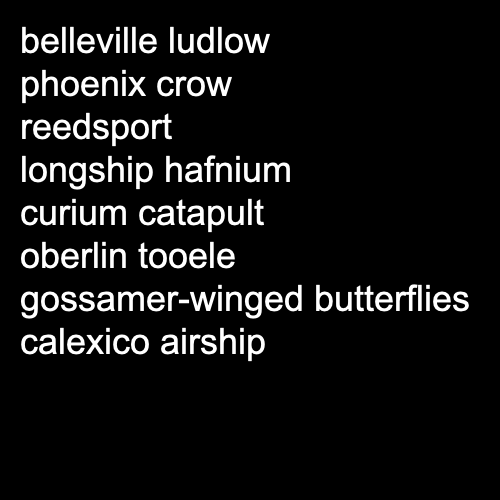 belleville ludlow
phoenix crow
reedsport
longship hafnium
curium catapult
oberlin tooele
gossamer-winged butterflies
calexico airship